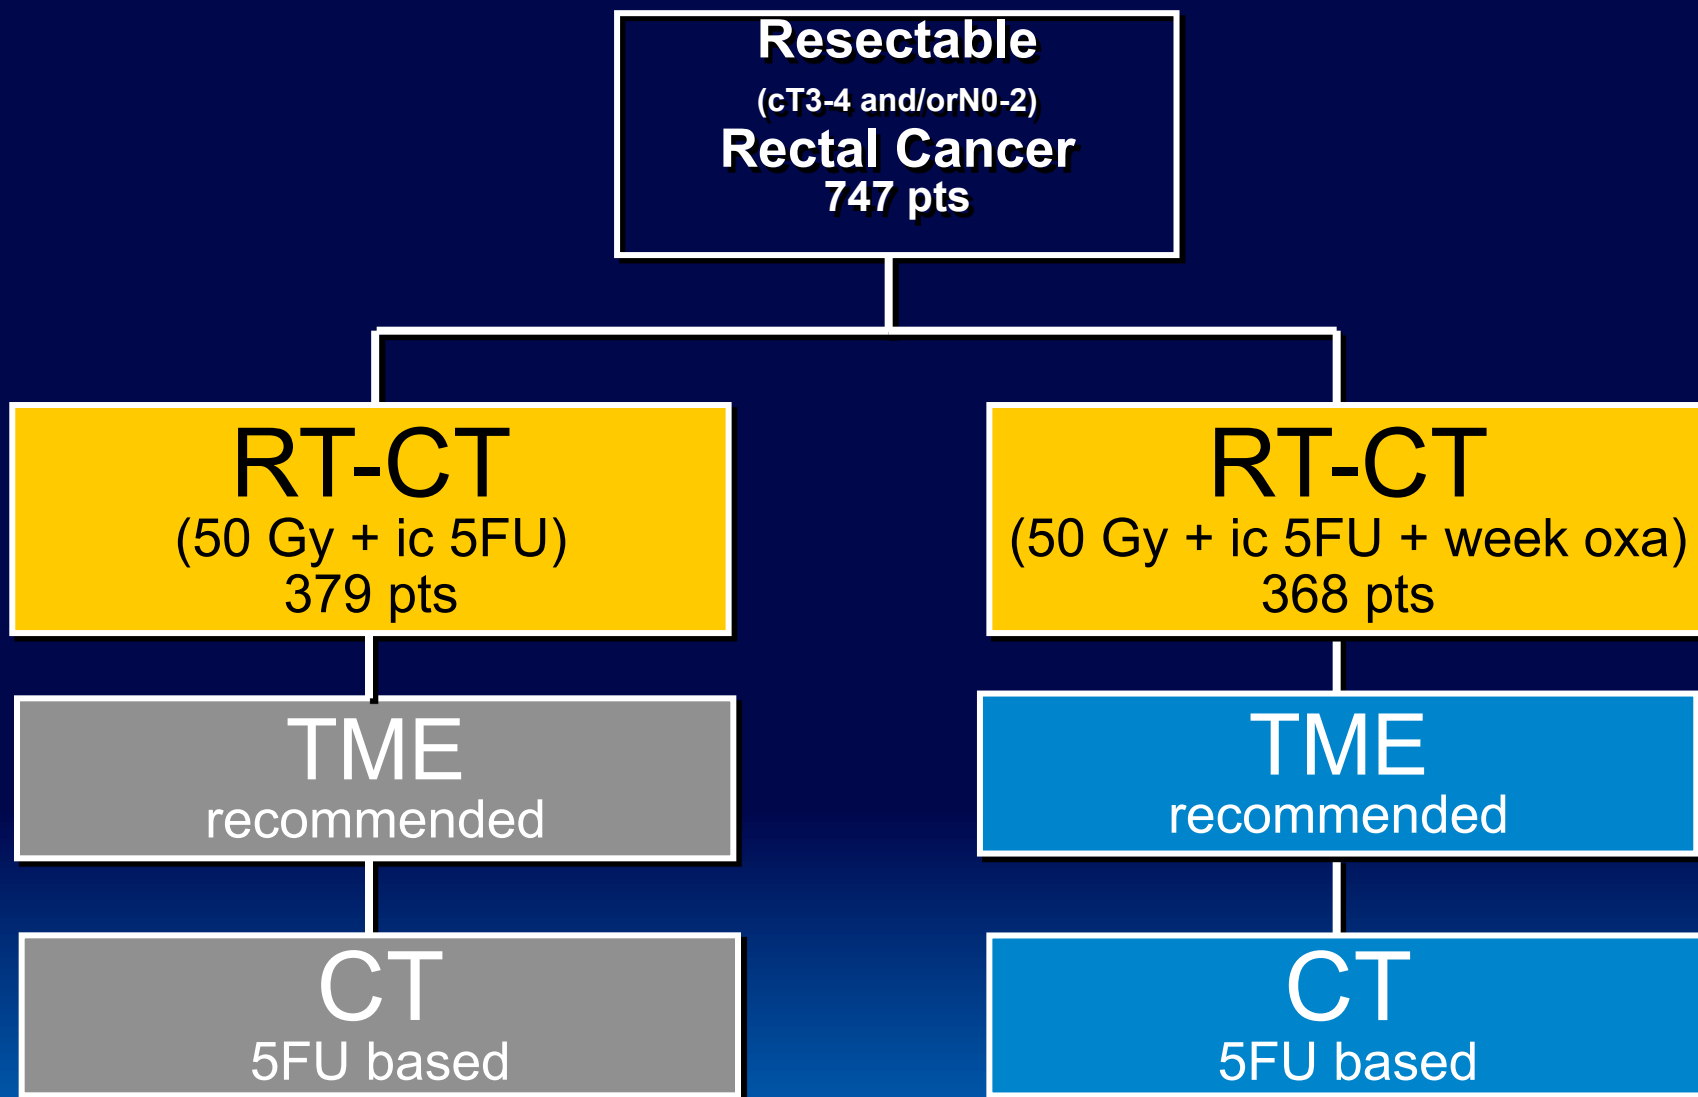 Resectable
(cT3-4 and/orN0-2)
Rectal Cancer
747 pts
RT-CT
(50 Gy + ic 5FU)
379 pts
RT-CT
(50 Gy + ic 5FU + week oxa)
368 pts
TME
recommended
TME
recommended
CT
5FU based
CT
5FU based